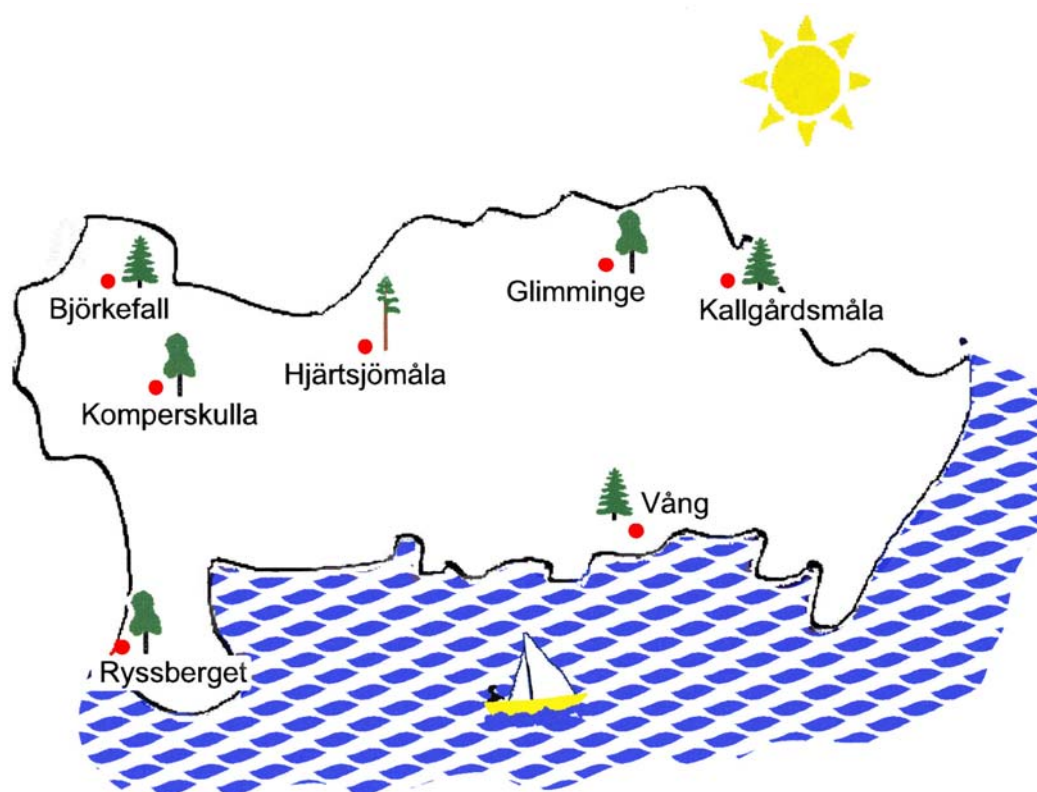 Glimminge
Björkefall
Kallgårdsmåla
Hjärtsjömåla
Komperskulla
Vång
Ryssberget